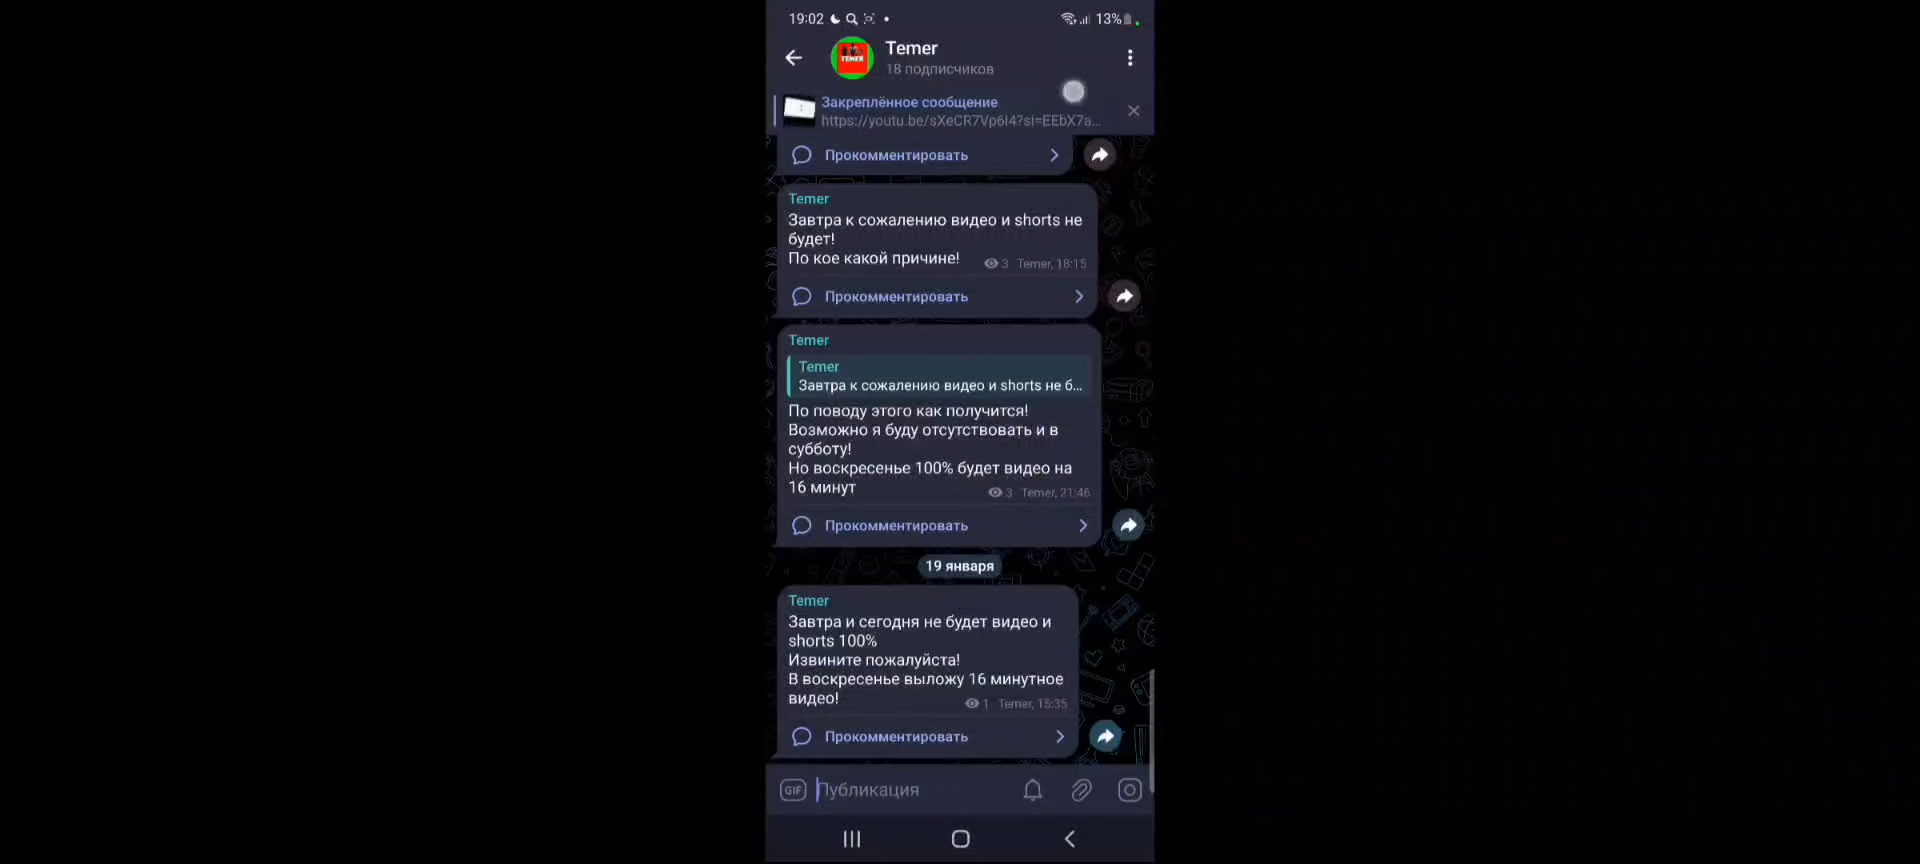 19:02
13%
Temer
18 подписчиков
Закреплённое сообщение
https://youtu.be/sXeCR7Vp6I4?si=EEbX7a...
Прокомментировать
Temer
Завтра к сожалению видео и shorts не
будет!
По кое какой причине!
3 Temer, 18:15
Прокомментировать
Temer
Temer
Завтра к сожалению видео и shorts не б...
По поводу этого как получится!
Возможно я буду отсутствовать и в
субботу!
Но воскресенье 100% будет видео на
16 минут
3 Temer, 21:46
Прокомментировать
19 января
Temer
Завтра и сегодня не будет видео и
shorts 100%
Извините пожалуйста!
В воскресенье выложу 16 минутное
видео!
1 Temer, 15:35
Прокомментировать
GIF Публикация